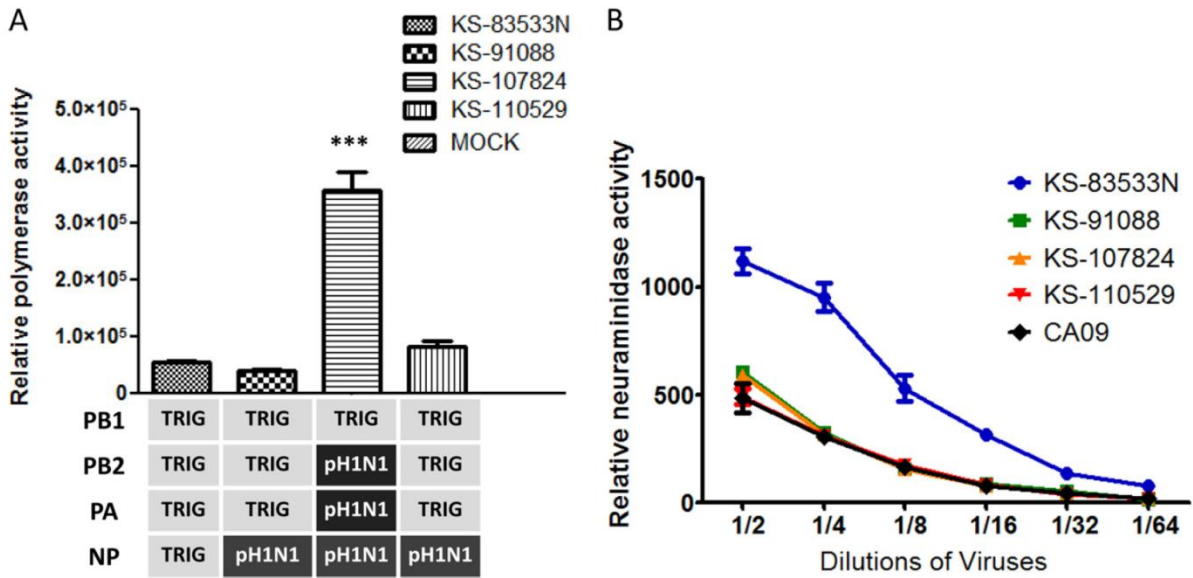 A
KS-83533N
KS-91088
KS-107824
KS-110529
MOCK
Relative polymerase activity
5.0×10⁵
4.0×10⁵
3.0×10⁵
2.0×10⁵
1.0×10⁵
0
***
PB1 TRIG TRIG TRIG TRIG
PB2 TRIG TRIG pH1N1 TRIG
PA TRIG TRIG pH1N1 TRIG
NP TRIG pH1N1 pH1N1 pH1N1
B
Relative neuraminidase activity
1500
1000
500
0
KS-83533N
KS-91088
KS-107824
KS-110529
CA09
1/2 1/4 1/8 1/16 1/32 1/64
Dilutions of Viruses